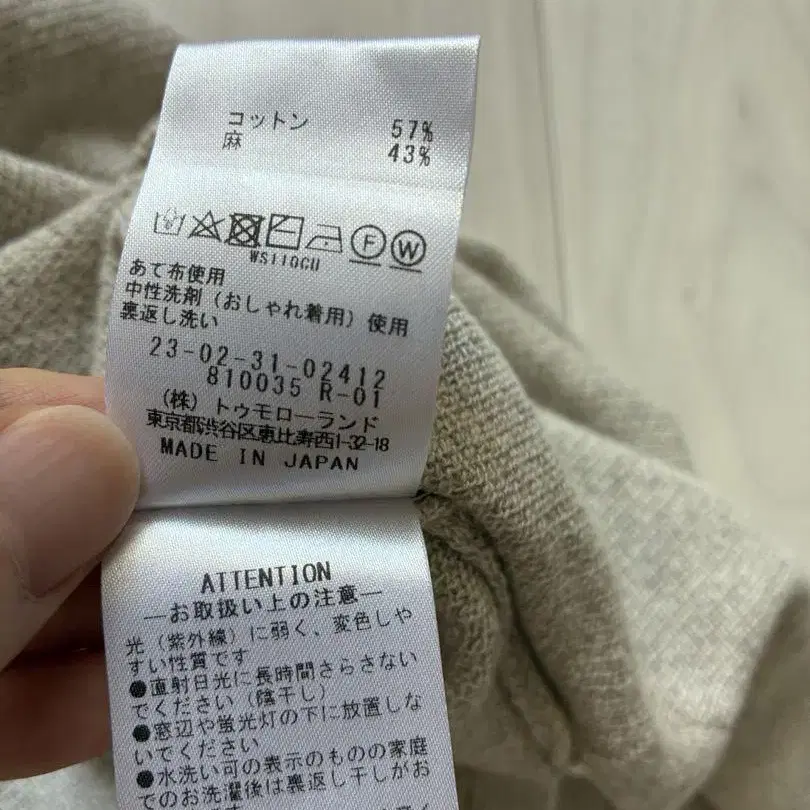 コットン 57%
麻 43%
F W
WS110CU
あて布使用
中性洗剤（おしゃれ着用）使用
裏返し洗い
23-02-31-02412
810035 R-01
（株）トゥモローランド
東京都渋谷区恵比寿西1-32-18
MADE IN JAPAN
ATTENTION
―お取扱い上の注意―
光（紫外線）に弱く、変色しや
すい性質です
●直射日光に長時間さらさない
でください（陰干し）
●窓辺や蛍光灯の下に放置しな
いでください
●水洗い可の表示のものの家庭
でのお洗濯後は裏返し干しがお